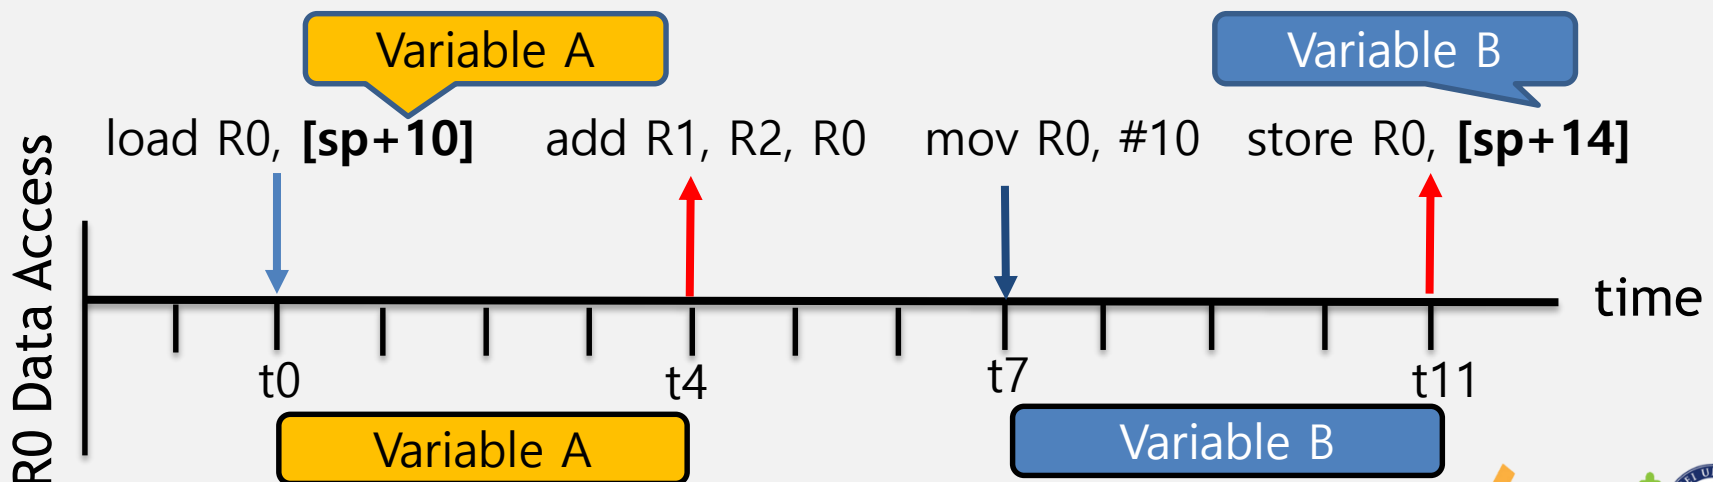 Variable A
Variable B
load R0, [sp+10] add R1, R2, R0 mov R0, #10 store R0, [sp+14]
R0 Data Access
time
t0 t4 t7 t11
Variable A
Variable B